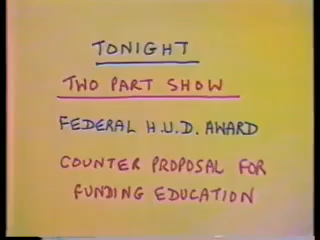 TONIGHT
TWO PART SHOW
FEDERAL H.U.D. AWARD
COUNTER PROPOSAL FOR
FUNDING EDUCATION